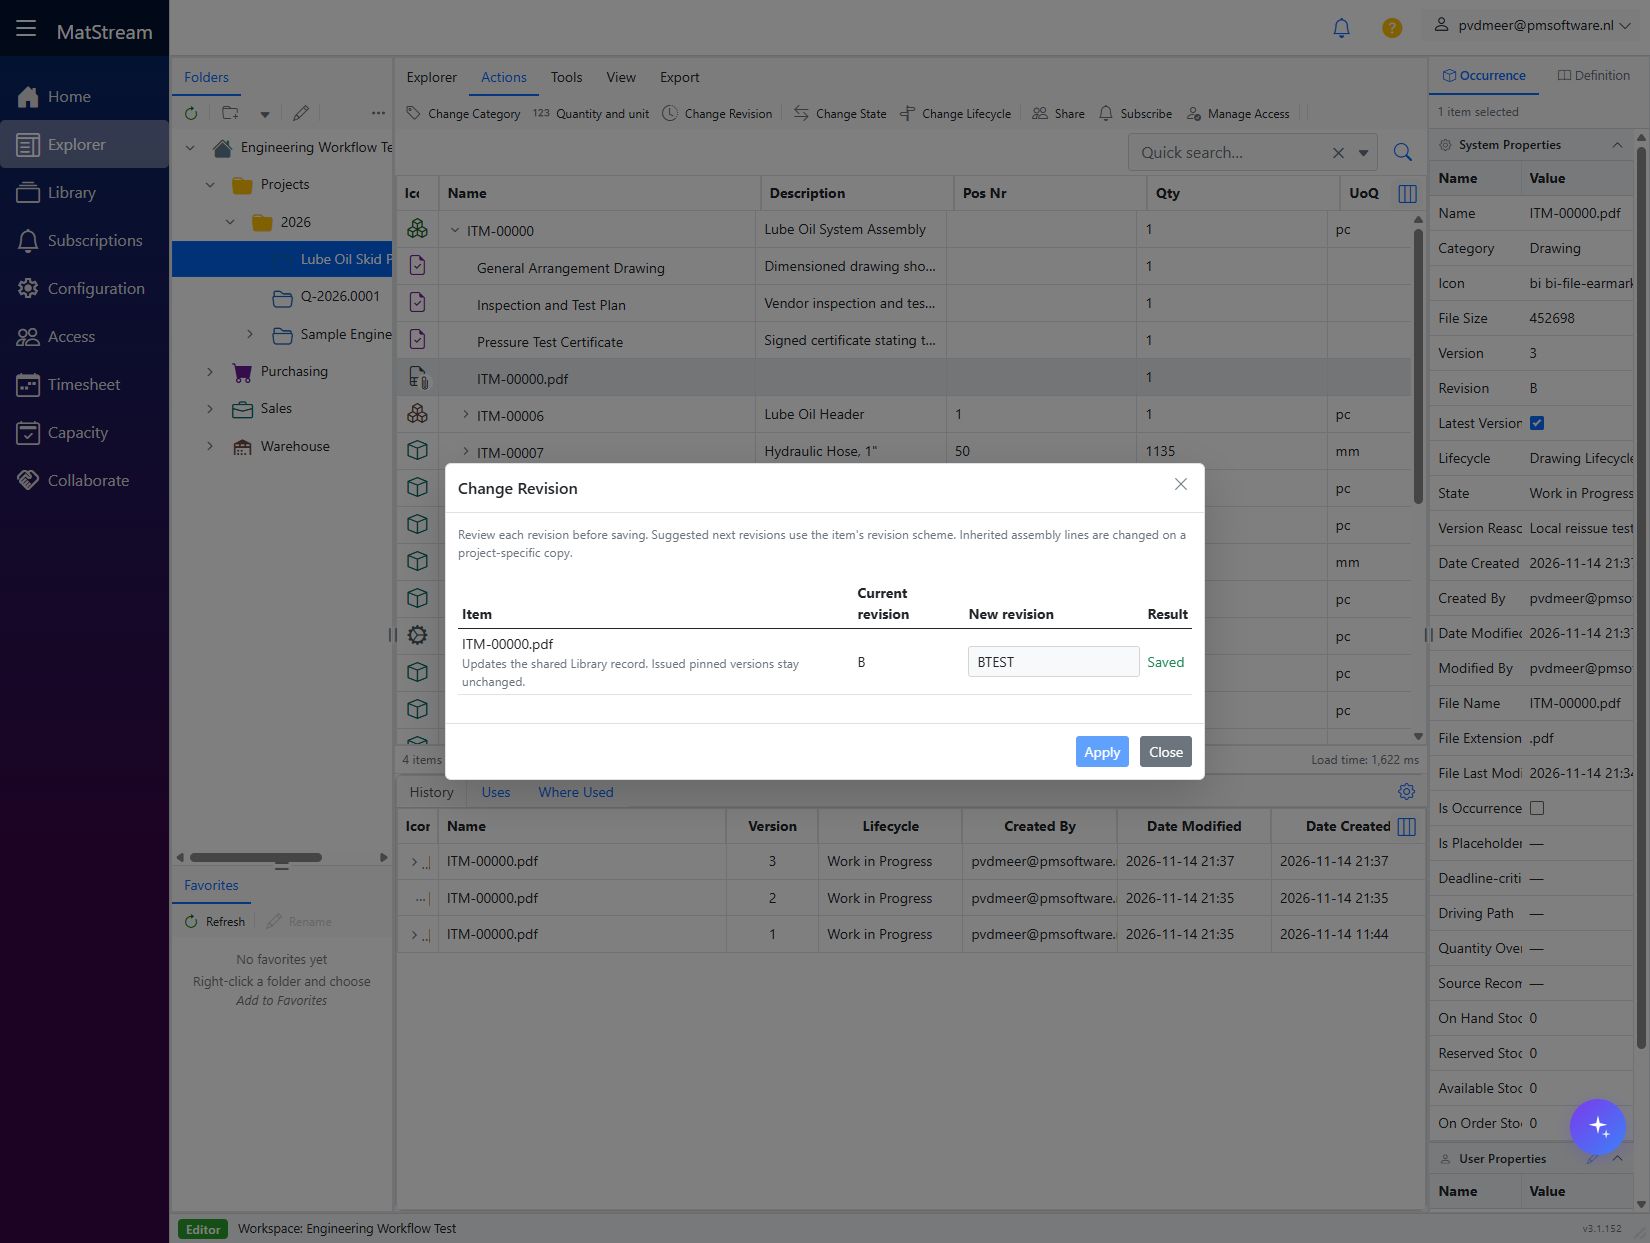 MatStream
pvdmeer@pmsoftware.nl
Home
Explorer
Library
Subscriptions
Configuration
Access
Timesheet
Capacity
Collaborate
Folders
Engineering Workflow Te
Projects
2026
Lube Oil Skid P
Q-2026.0001
Sample Engine
Purchasing
Sales
Warehouse
Favorites
Refresh
Rename
No favorites yet
Right-click a folder and choose
Add to Favorites
Explorer Actions Tools View Export
Change Category 123 Quantity and unit Change Revision Change State Change Lifecycle Share Subscribe Manage Access
Quick search...
Ico Name Description Pos Nr Qty UoQ
ITM-00000 Lube Oil System Assembly 1 pc
General Arrangement Drawing Dimensioned drawing sho... 1
Inspection and Test Plan Vendor inspection and tes... 1
Pressure Test Certificate Signed certificate stating t... 1
ITM-00000.pdf 1
ITM-00006 Lube Oil Header 1 1 pc
ITM-00007 Hydraulic Hose, 1" 50 1135 mm
pc
pc
mm
pc
pc
pc
pc
4 items Load time: 1,622 ms
Change Revision
Review each revision before saving. Suggested next revisions use the item's revision scheme. Inherited assembly lines are changed on a
project-specific copy.
Item Current revision New revision Result
ITM-00000.pdf
Updates the shared Library record. Issued pinned versions stay
unchanged.
B BTEST Saved
Apply Close
History Uses Where Used
Icon Name Version Lifecycle Created By Date Modified Date Created
ITM-00000.pdf 3 Work in Progress pvdmeer@pmsoftware. 2026-11-14 21:37 2026-11-14 21:37
ITM-00000.pdf 2 Work in Progress pvdmeer@pmsoftware. 2026-11-14 21:35 2026-11-14 21:35
ITM-00000.pdf 1 Work in Progress pvdmeer@pmsoftware. 2026-11-14 21:35 2026-11-14 11:44
Occurrence Definition
1 item selected
System Properties
Name Value
Name ITM-00000.pdf
Category Drawing
Icon bi bi-file-earmark
File Size 452698
Version 3
Revision B
Latest Version
Lifecycle Drawing Lifecycle
State Work in Progress
Version Reaso Local reissue test
Date Created 2026-11-14 21:37
Created By pvdmeer@pmso
Date Modified 2026-11-14 21:37
Modified By pvdmeer@pmso
File Name ITM-00000.pdf
File Extension .pdf
File Last Modi 2026-11-14 21:34
Is Occurrence
Is Placeholder —
Deadline-criti —
Driving Path —
Quantity Over —
Source Recom —
On Hand Stoc 0
Reserved Stoc 0
Available Stoc 0
On Order Stoc 0
User Properties
Name Value
Editor Workspace: Engineering Workflow Test
v3.1.152